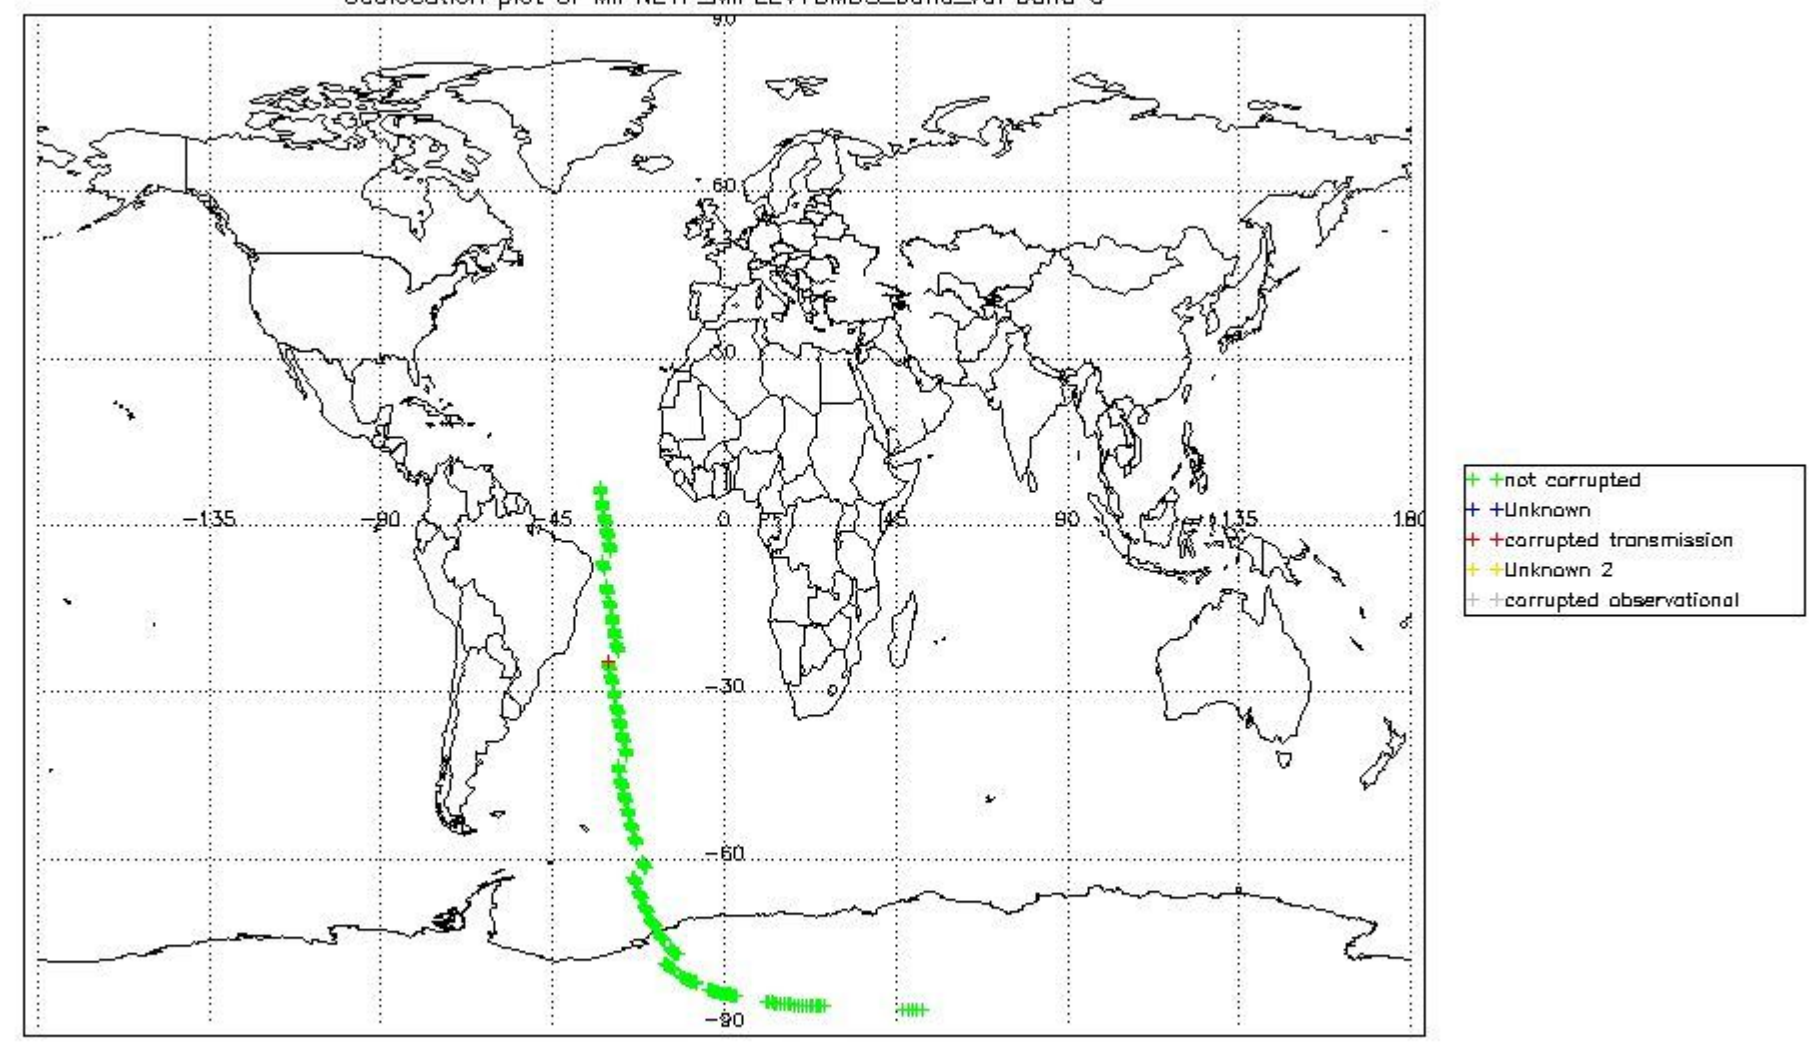 90
60
30
-135 -90 -45 0 45 90 135 180
-30
-60
-90
not corrupted
Unknown
corrupted transmission
Unknown 2
corrupted observational